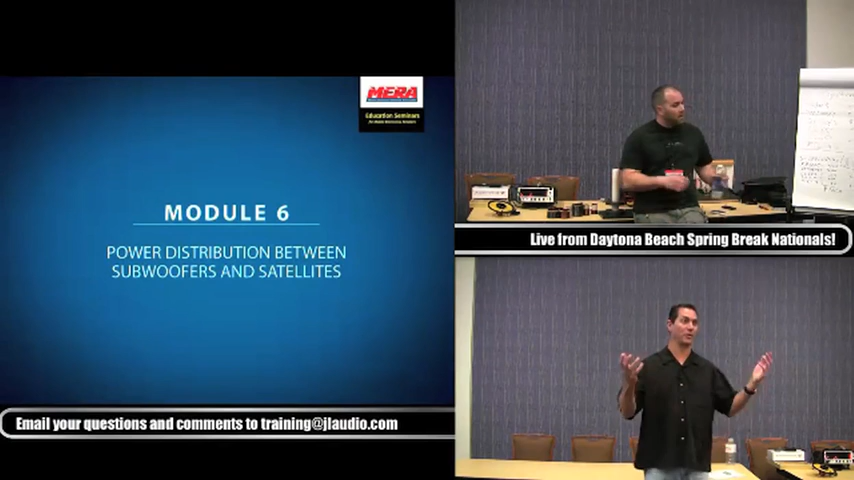 MERA
Education Seminars
MODULE 6
POWER DISTRIBUTION BETWEEN
SUBWOOFERS AND SATELLITES
Email your questions and comments to training@jlaudio.com
Live from Daytona Beach Spring Break Nationals!